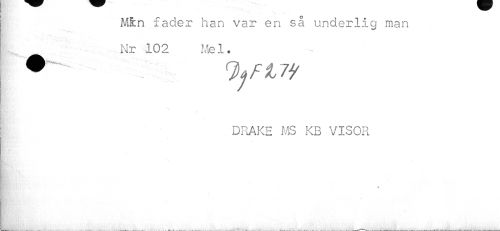 Min fader han var en så underlig man
Nr 102 Mel.
DgF 274
DRAKE MS KB VISOR